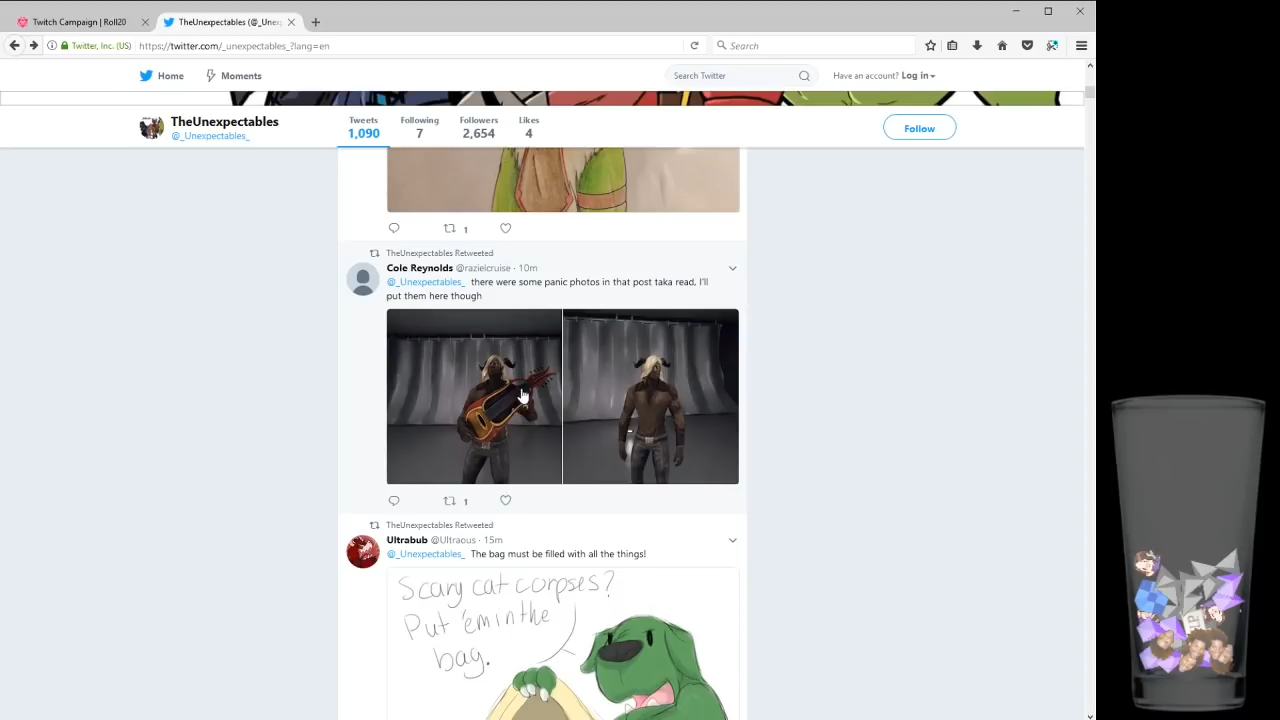 Twitch Campaign | Roll20
TheUnexpectables (@_Unex
Twitter, Inc. (US)
https://twitter.com/_unexpectables_?lang=en
Search
Home
Moments
Search Twitter
Have an account? Log in
TheUnexpectables
@_Unexpectables_
Tweets
1,090
Following
7
Followers
2,654
Likes
4
Follow
1
TheUnexpectables Retweeted
Cole Reynolds @razielcruise · 10m
@_Unexpectables_ there were some panic photos in that post taka read, I'll
put them here though
1
TheUnexpectables Retweeted
Ultrabub @Ultraous · 15m
@_Unexpectables_ The bag must be filled with all the things!
Scary cat corpses?
Put 'em in the
bag.